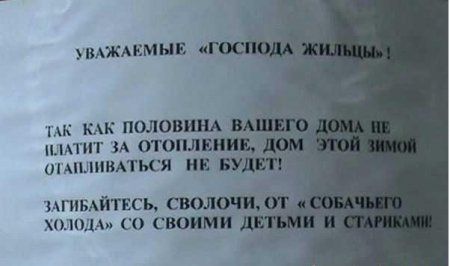 УВАЖАЕМЫЕ «ГОСПОДА ЖИЛЬЦЫ» !
ТАК КАК ПОЛОВИНА ВАШЕГО ДОМА НЕ
ПЛАТИТ ЗА ОТОПЛЕНИЕ, ДОМ ЭТОЙ ЗИМОЙ
ОТАПЛИВАТЬСЯ НЕ БУДЕТ!
ЗАГИБАЙТЕСЬ, СВОЛОЧИ, ОТ « СОБАЧЬЕГО
ХОЛОДА» СО СВОИМИ ДЕТЬМИ И СТАРИКАМИ!